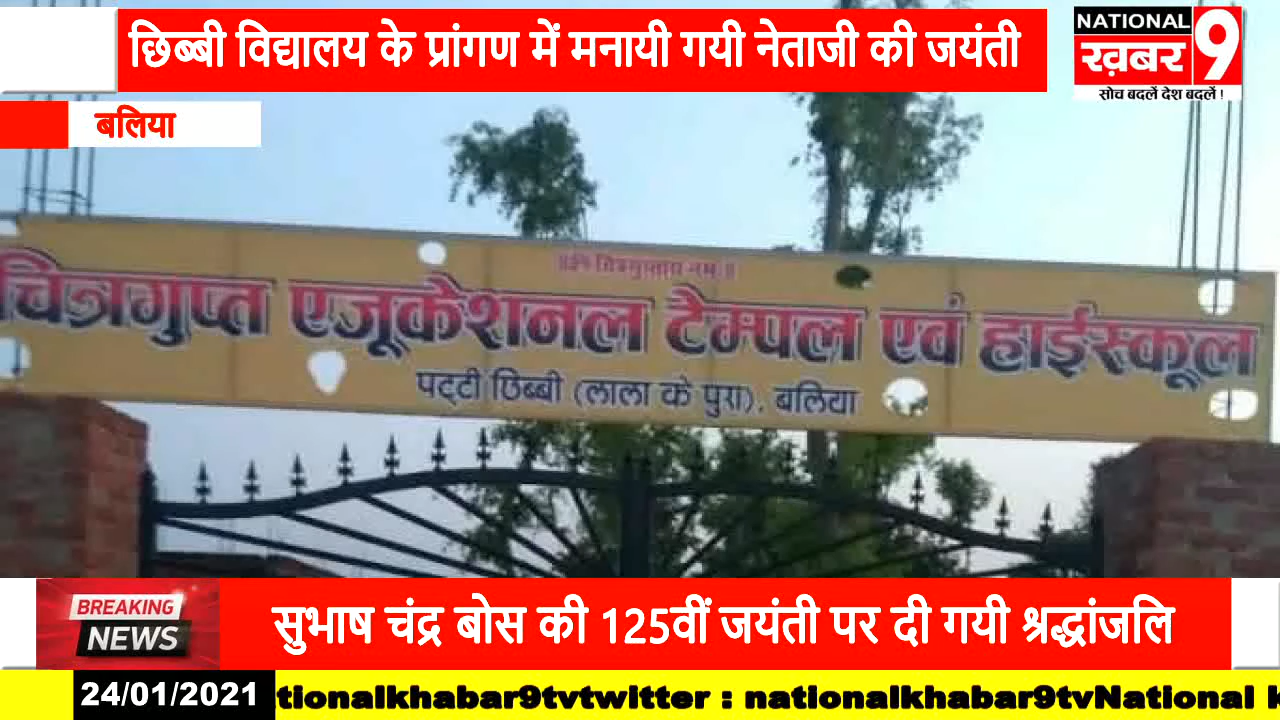 छिब्बी विद्यालय के प्रांगण में मनायी गयी नेताजी की जयंती
NATIONAL
ख़बर 9
सोच बदलें देश बदलें !
बलिया
चित्रगुप्त एजूकेशनल टेम्पल एवं हाईस्कूल
पट्टी छिब्बी (लाला के पुरा), बलिया
BREAKING
NEWS
सुभाष चंद्र बोस की 125वीं जयंती पर दी गयी श्रद्धांजलि
24/01/2021
tionalkhabar9tvtwitter : nationalkhabar9tvNational